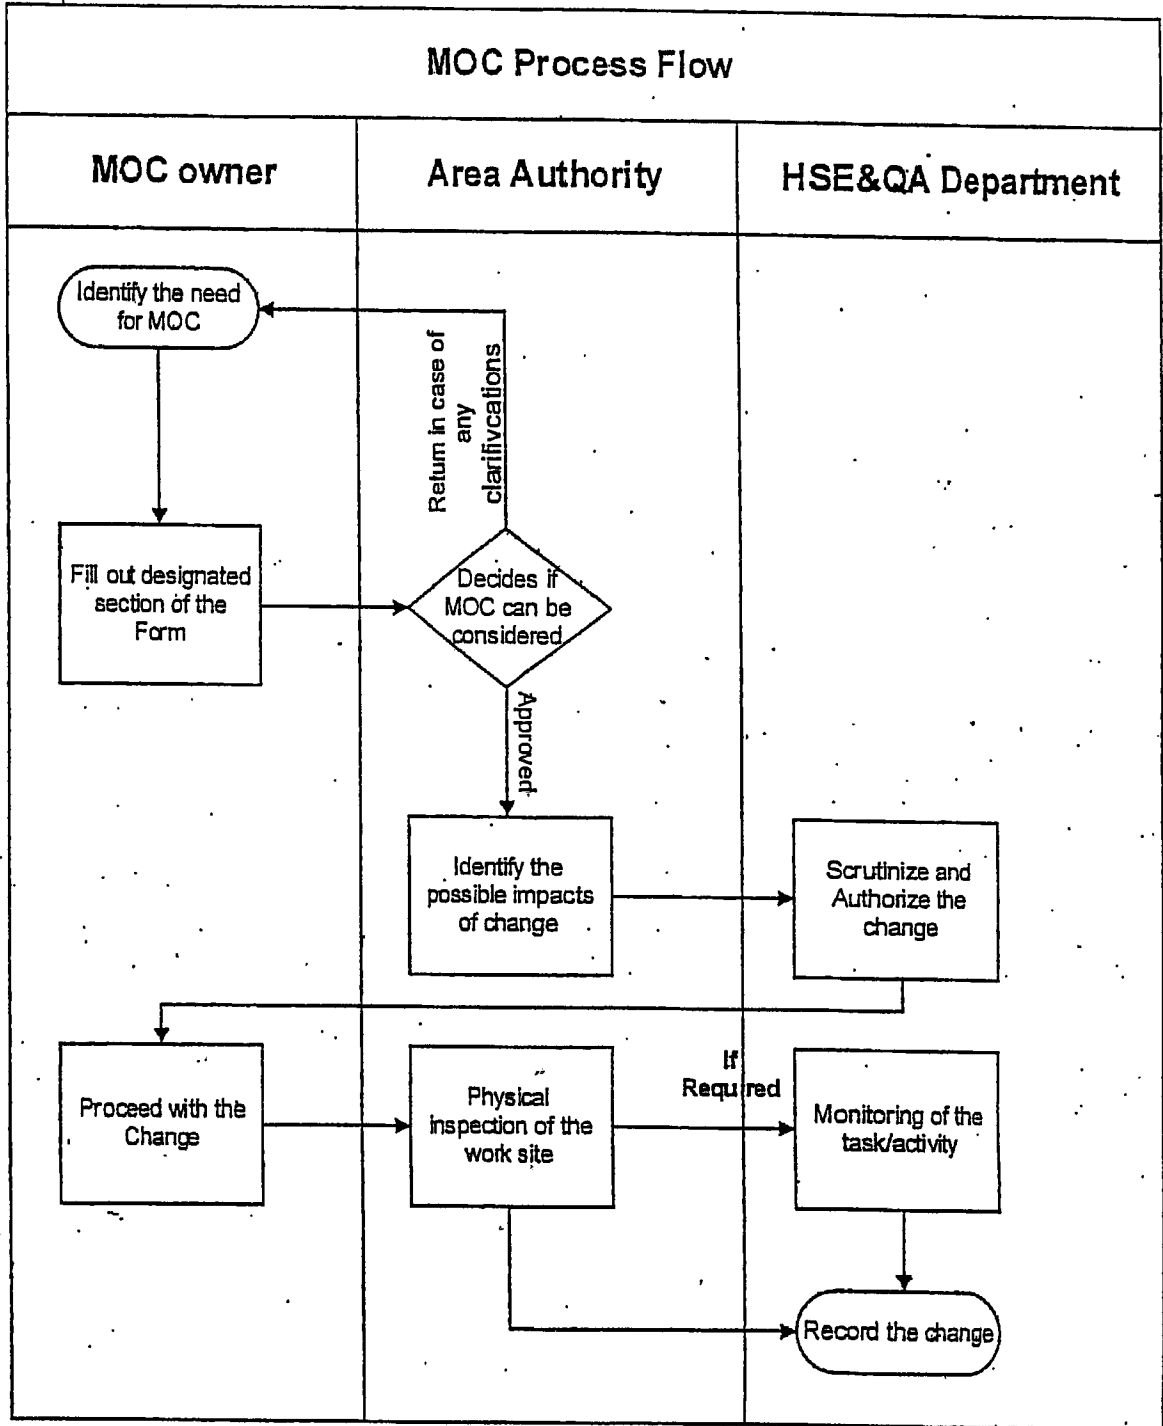 MOC Process Flow
MOC owner
Area Authority
HSE&QA Department
Identify the need
for MOC
Return in case of
any
clarifivcations
Fill out designated
section of the
Form
Decides if
MOC can be
considered
Approved
Identify the
possible impacts
of change
Scrutinize and
Authorize the
change
Proceed with the
Change
Physical
inspection of the
work site
If
Required
Monitoring of the
task/activity
Record the change